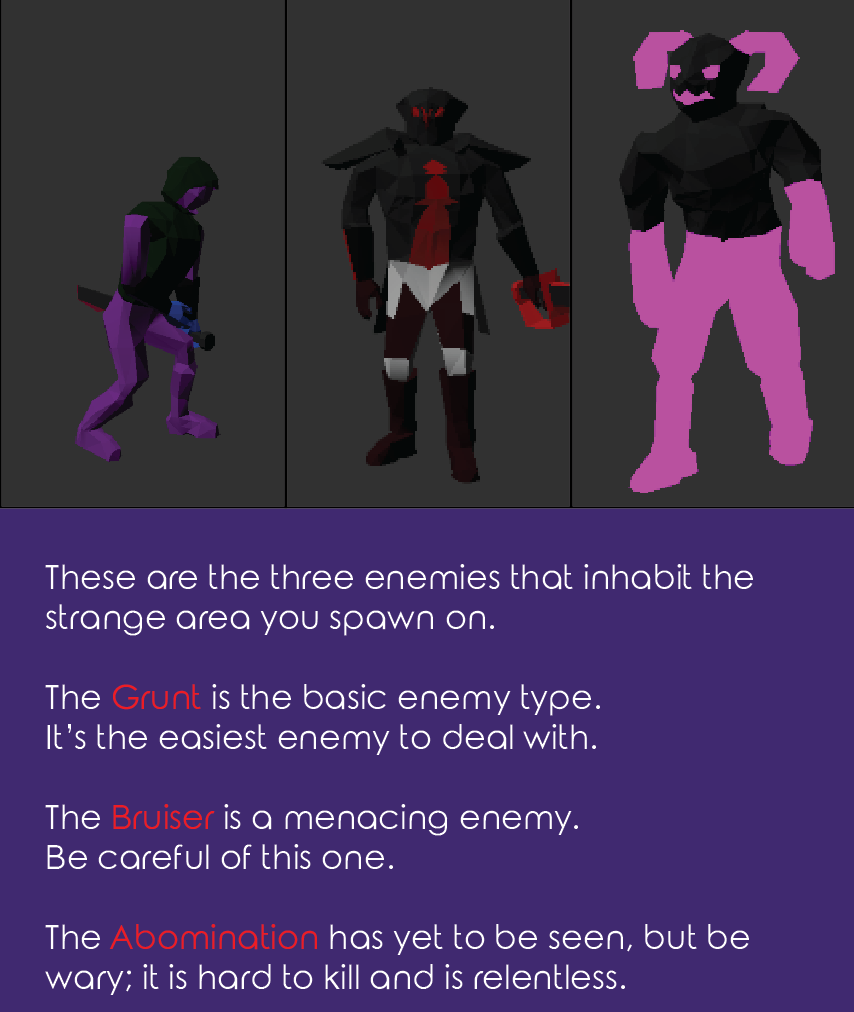 These are the three enemies that inhabit the
strange area you spawn on.
The Grunt is the basic enemy type.
It's the easiest enemy to deal with.
The Bruiser is a menacing enemy.
Be careful of this one.
The Abomination has yet to be seen, but be
wary; it is hard to kill and is relentless.